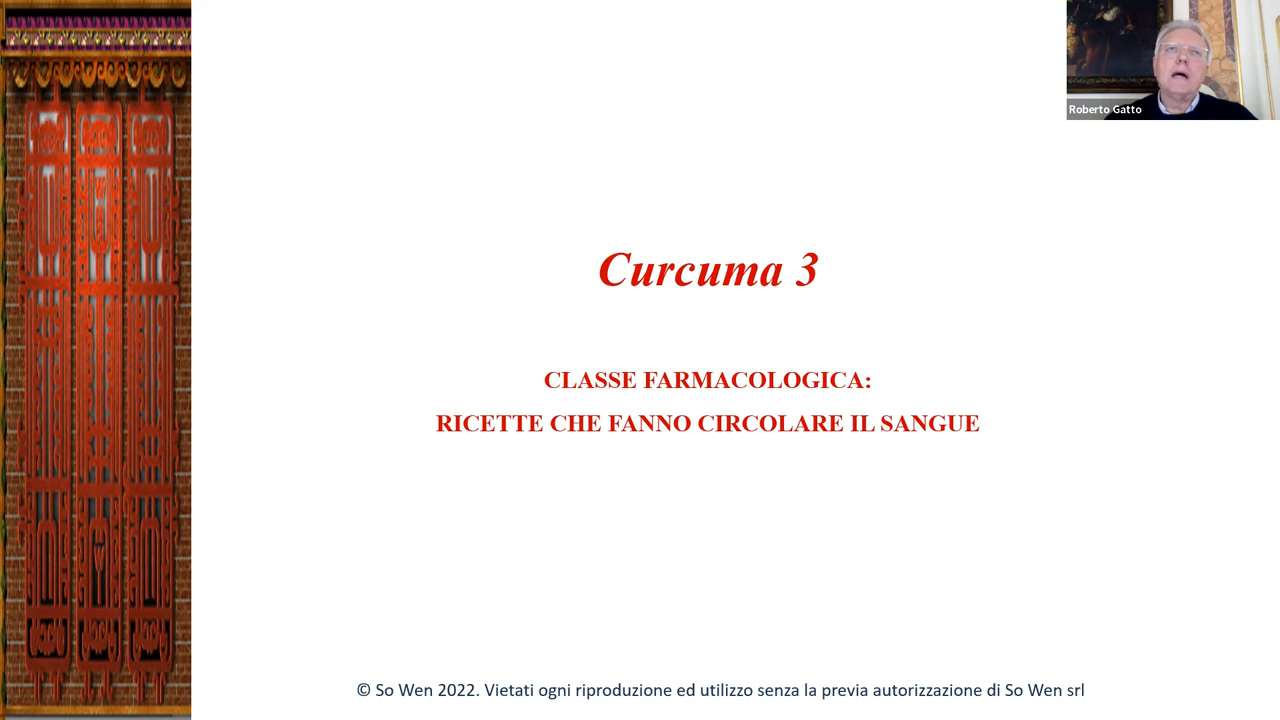 Roberto Gatto
Curcuma 3
CLASSE FARMACOLOGICA:
RICETTE CHE FANNO CIRCOLARE IL SANGUE
© So Wen 2022. Vietati ogni riproduzione ed utilizzo senza la previa autorizzazione di So Wen srl